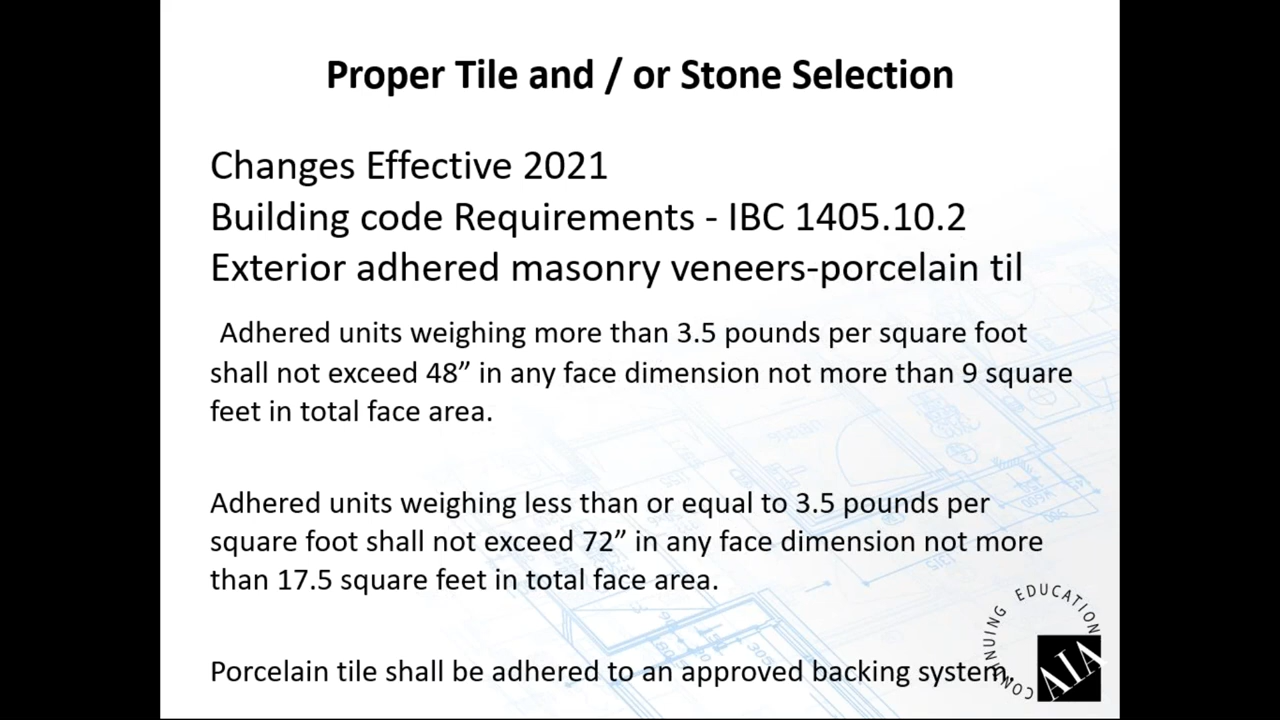 Proper Tile and / or Stone Selection
Changes Effective 2021
Building code Requirements - IBC 1405.10.2
Exterior adhered masonry veneers-porcelain til
Adhered units weighing more than 3.5 pounds per square foot
shall not exceed 48” in any face dimension not more than 9 square
feet in total face area.
Adhered units weighing less than or equal to 3.5 pounds per
square foot shall not exceed 72” in any face dimension not more
than 17.5 square feet in total face area.
Porcelain tile shall be adhered to an approved backing system.
CONTINUING EDUCATION
AIA